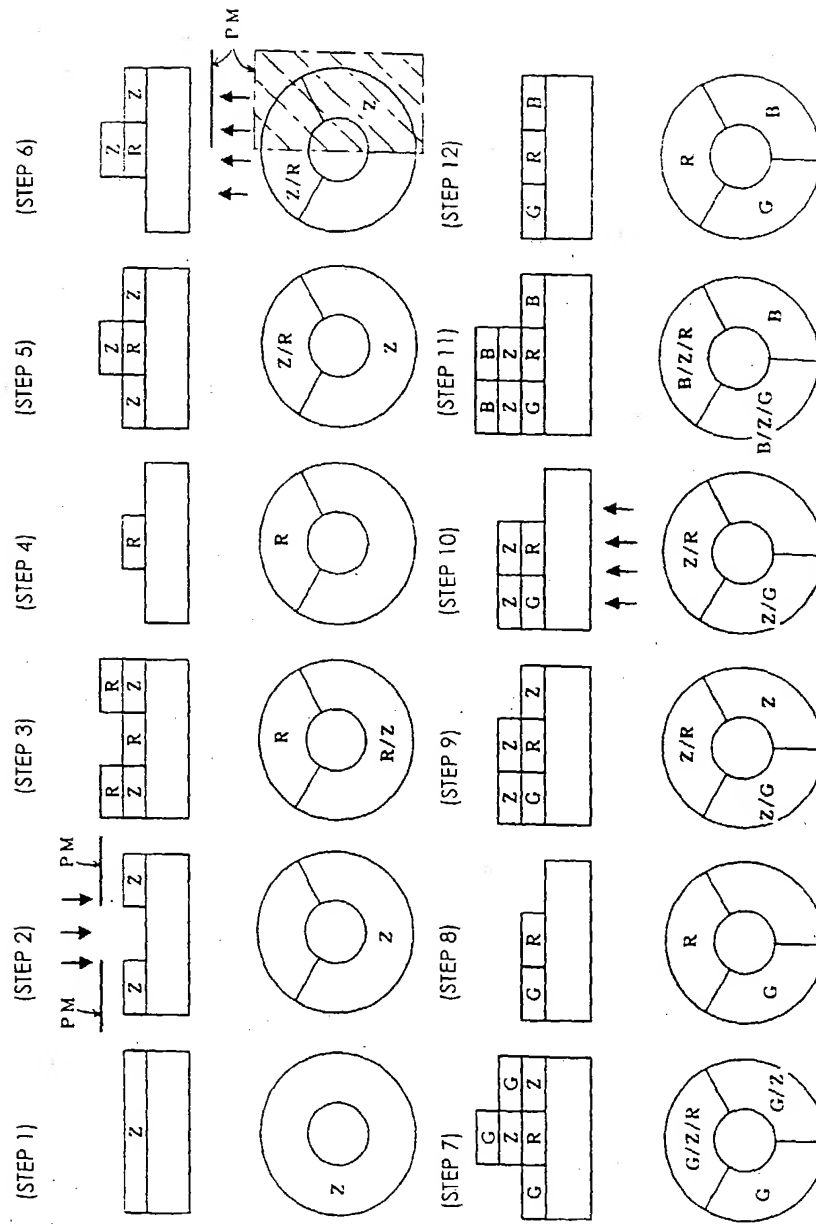 (STEP 1)
Z
Z
(STEP 2)
PM
PM
Z
Z
Z
(STEP 3)
R
R
Z
R
Z
R
R/Z
(STEP 4)
R
R
(STEP 5)
Z
Z
R
Z
Z/R
Z
(STEP 6)
Z
R
Z
PM
Z/R
Z
(STEP 7)
G
Z
G
G
R
Z
G/Z/R
G
G/Z
(STEP 8)
G
R
R
G
(STEP 9)
Z
Z
G
R
Z
Z/R
Z/G
Z
(STEP 10)
Z
Z
G
R
Z/R
Z/G
(STEP 11)
B
B
Z
Z
G
R
B
B/Z/R
B/Z/G
B
(STEP 12)
G
R
B
R
G
B